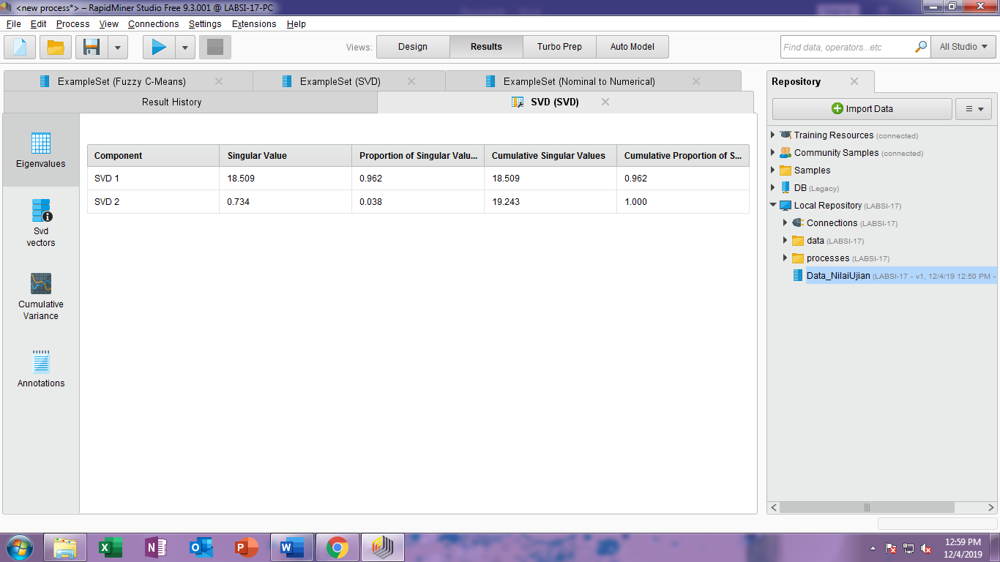 <new process*> – RapidMiner Studio Free 9.3.001 @ LABSI-17-PC
File Edit Process View Connections Settings Extensions Help
Views: Design Results Turbo Prep Auto Model Find data, operators...etc All Studio
ExampleSet (Fuzzy C-Means) ExampleSet (SVD) ExampleSet (Nominal to Numerical)
Result History SVD (SVD)
Eigenvalues
Svd
vectors
Cumulative
Variance
Annotations
Component Singular Value Proportion of Singular Valu... Cumulative Singular Values Cumulative Proportion of S...
SVD 1 18.509 0.962 18.509 0.962
SVD 2 0.734 0.038 19.243 1.000
Repository
Import Data
Training Resources (connected)
Community Samples (connected)
Samples
DB (Legacy)
Local Repository (LABSI-17)
Connections (LABSI-17)
data (LABSI-17)
processes (LABSI-17)
Data_NilaiUjian (LABSI-17 - v1, 12/4/19 12:50 PM -
12:59 PM
12/4/2019